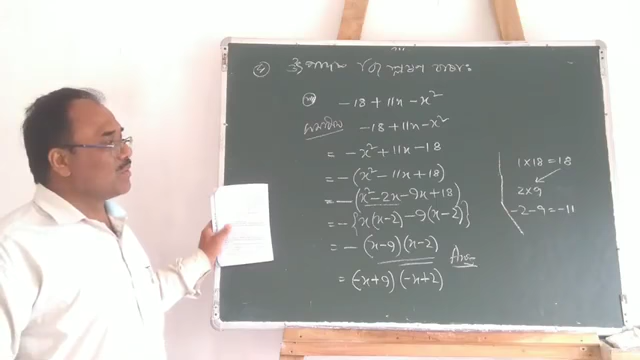 - 18 + 11x - x²
- 18 + 11x - x²
= - x² + 11x - 18
= - (x² - 11x + 18)
= - (x² - 2x - 9x + 18)
= - {x(x-2) - 9(x-2)}
= - (x-9)(x-2)
Ans
= (-x+9) (-x+2)
1 x 18 = 18
2 x 9
-2 - 9 = -11